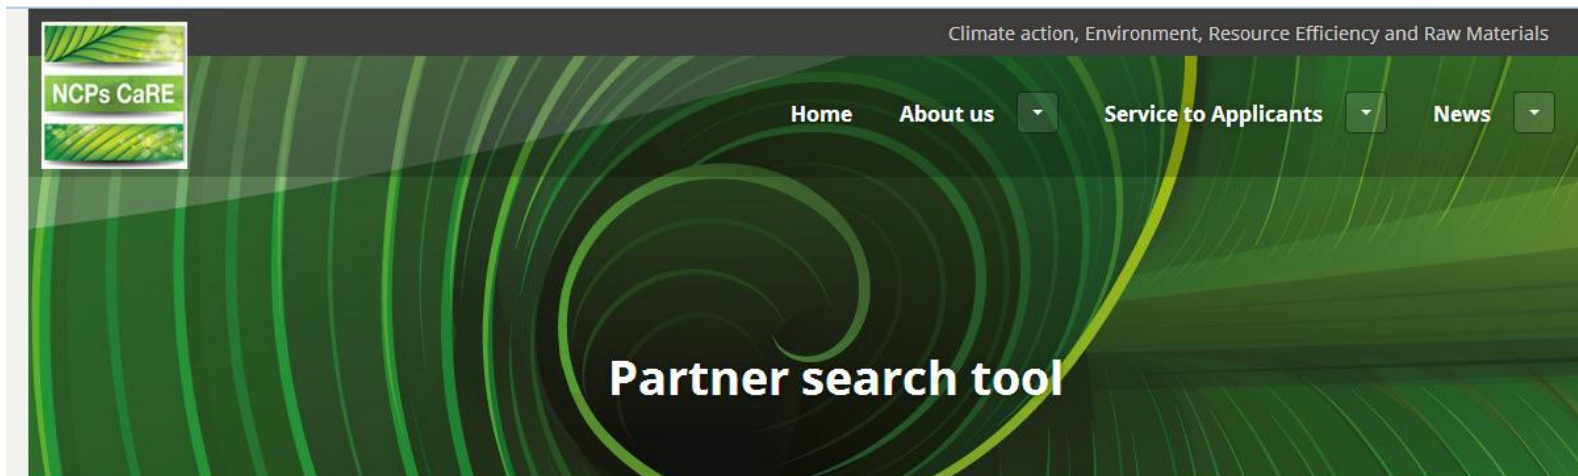 Climate action, Environment, Resource Efficiency and Raw Materials
NCPs CaRE
Home About us Service to Applicants News
Partner search tool